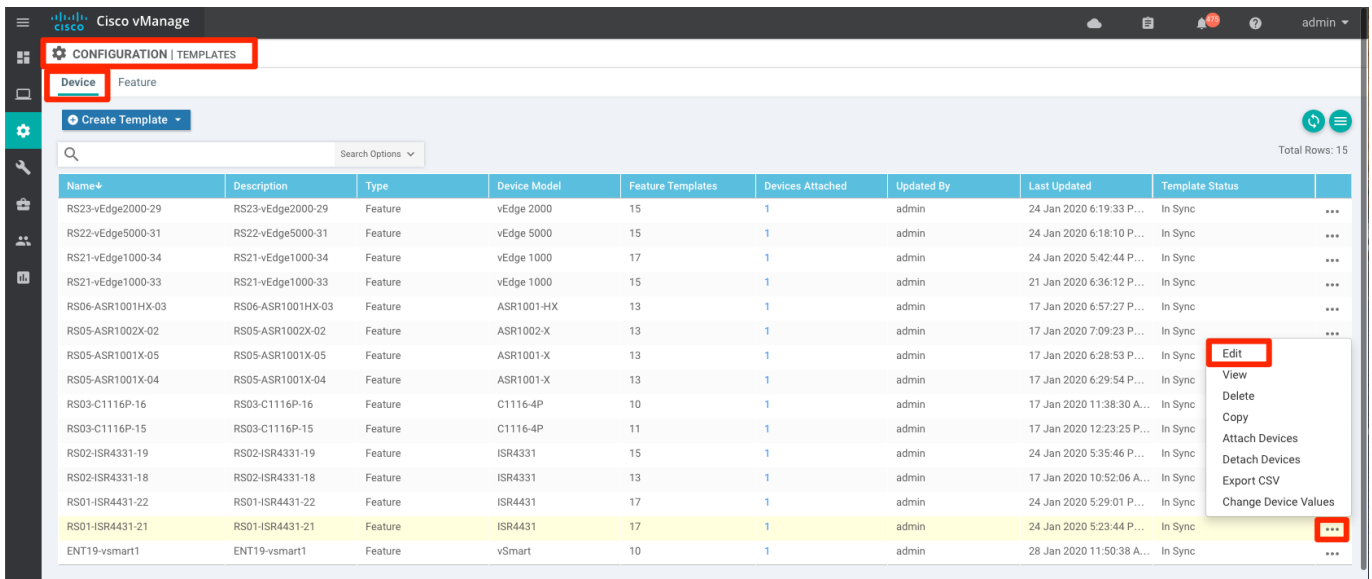 cisco Cisco vManage 475 admin
CONFIGURATION | TEMPLATES
Device Feature
Create Template
Search Options Total Rows: 15
Name Description Type Device Model Feature Templates Devices Attached Updated By Last Updated Template Status
RS23-vEdge2000-29 RS23-vEdge2000-29 Feature vEdge 2000 15 1 admin 24 Jan 2020 6:19:33 P... In Sync ...
RS22-vEdge5000-31 RS22-vEdge5000-31 Feature vEdge 5000 15 1 admin 24 Jan 2020 6:18:10 P... In Sync ...
RS21-vEdge1000-34 RS21-vEdge1000-34 Feature vEdge 1000 17 1 admin 24 Jan 2020 5:42:44 P... In Sync ...
RS21-vEdge1000-33 RS21-vEdge1000-33 Feature vEdge 1000 15 1 admin 21 Jan 2020 6:36:12 P... In Sync ...
RS06-ASR1001HX-03 RS06-ASR1001HX-03 Feature ASR1001-HX 13 1 admin 17 Jan 2020 6:57:27 P... In Sync ...
RS05-ASR1002X-02 RS05-ASR1002X-02 Feature ASR1002-X 13 1 admin 17 Jan 2020 7:09:23 P... In Sync ...
RS05-ASR1001X-05 RS05-ASR1001X-05 Feature ASR1001-X 13 1 admin 17 Jan 2020 6:28:53 P... In Sync Edit
RS05-ASR1001X-04 RS05-ASR1001X-04 Feature ASR1001-X 13 1 admin 17 Jan 2020 6:29:54 P... In Sync View
Delete
RS03-C1116P-16 RS03-C1116P-16 Feature C1116-4P 10 1 admin 17 Jan 2020 11:38:30 A... In Sync
Copy
RS03-C1116P-15 RS03-C1116P-15 Feature C1116-4P 11 1 admin 17 Jan 2020 12:23:25 P... In Sync
Attach Devices
RS02-ISR4331-19 RS02-ISR4331-19 Feature ISR4331 15 1 admin 24 Jan 2020 5:35:46 P... In Sync
Detach Devices
RS02-ISR4331-18 RS02-ISR4331-18 Feature ISR4331 13 1 admin 17 Jan 2020 10:52:06 A... In Sync Export CSV
RS01-ISR4431-22 RS01-ISR4431-22 Feature ISR4431 17 1 admin 24 Jan 2020 5:29:01 P... In Sync Change Device Values
RS01-ISR4431-21 RS01-ISR4431-21 Feature ISR4431 17 1 admin 24 Jan 2020 5:23:44 P... In Sync ...
ENT19-vsmart1 ENT19-vsmart1 Feature vSmart 10 1 admin 28 Jan 2020 11:50:38 A... In Sync ...